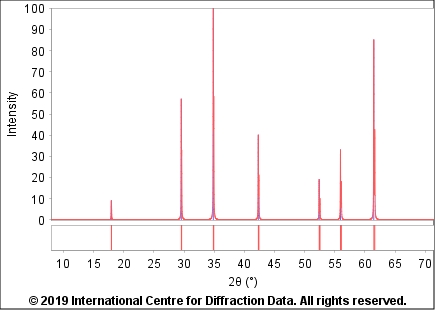 100
90
80
70
60
50
40
30
20
10
0
Intensity
10 15 20 25 30 35 40 45 50 55 60 65 70
2θ (°)
© 2019 International Centre for Diffraction Data. All rights reserved.